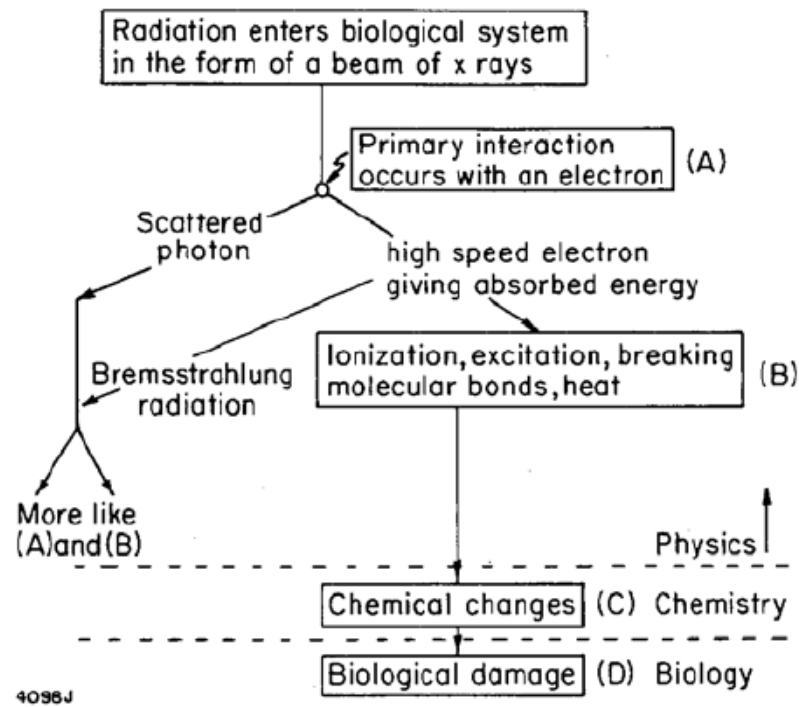 Radiation enters biological system
in the form of a beam of x rays
Primary interaction
occurs with an electron
(A)
Scattered
photon
high speed electron
giving absorbed energy
Ionization, excitation, breaking
molecular bonds, heat
(B)
Bremsstrahlung
radiation
More like
(A) and (B)
Physics
Chemical changes (C) Chemistry
Biological damage (D) Biology
4098J